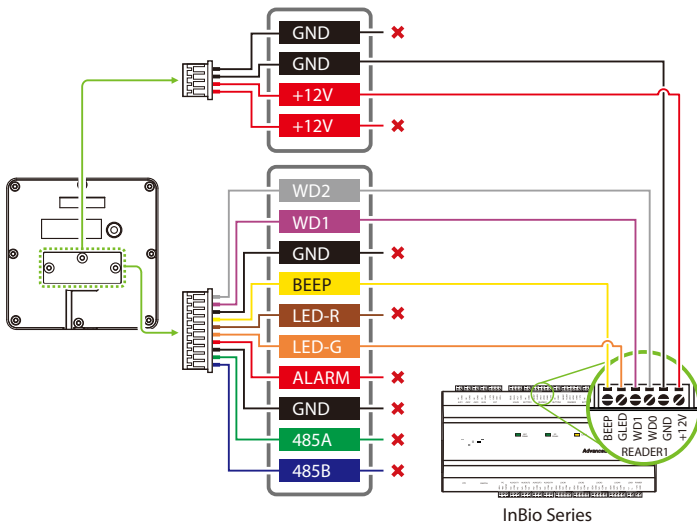 GND
GND
+12V
+12V
WD2
WD1
GND
BEEP
LED-R
LED-G
ALARM
GND
485A
485B
BEEP
GLED
WD1
WD0
GND
+12V
READER1
Advanced
InBio Series